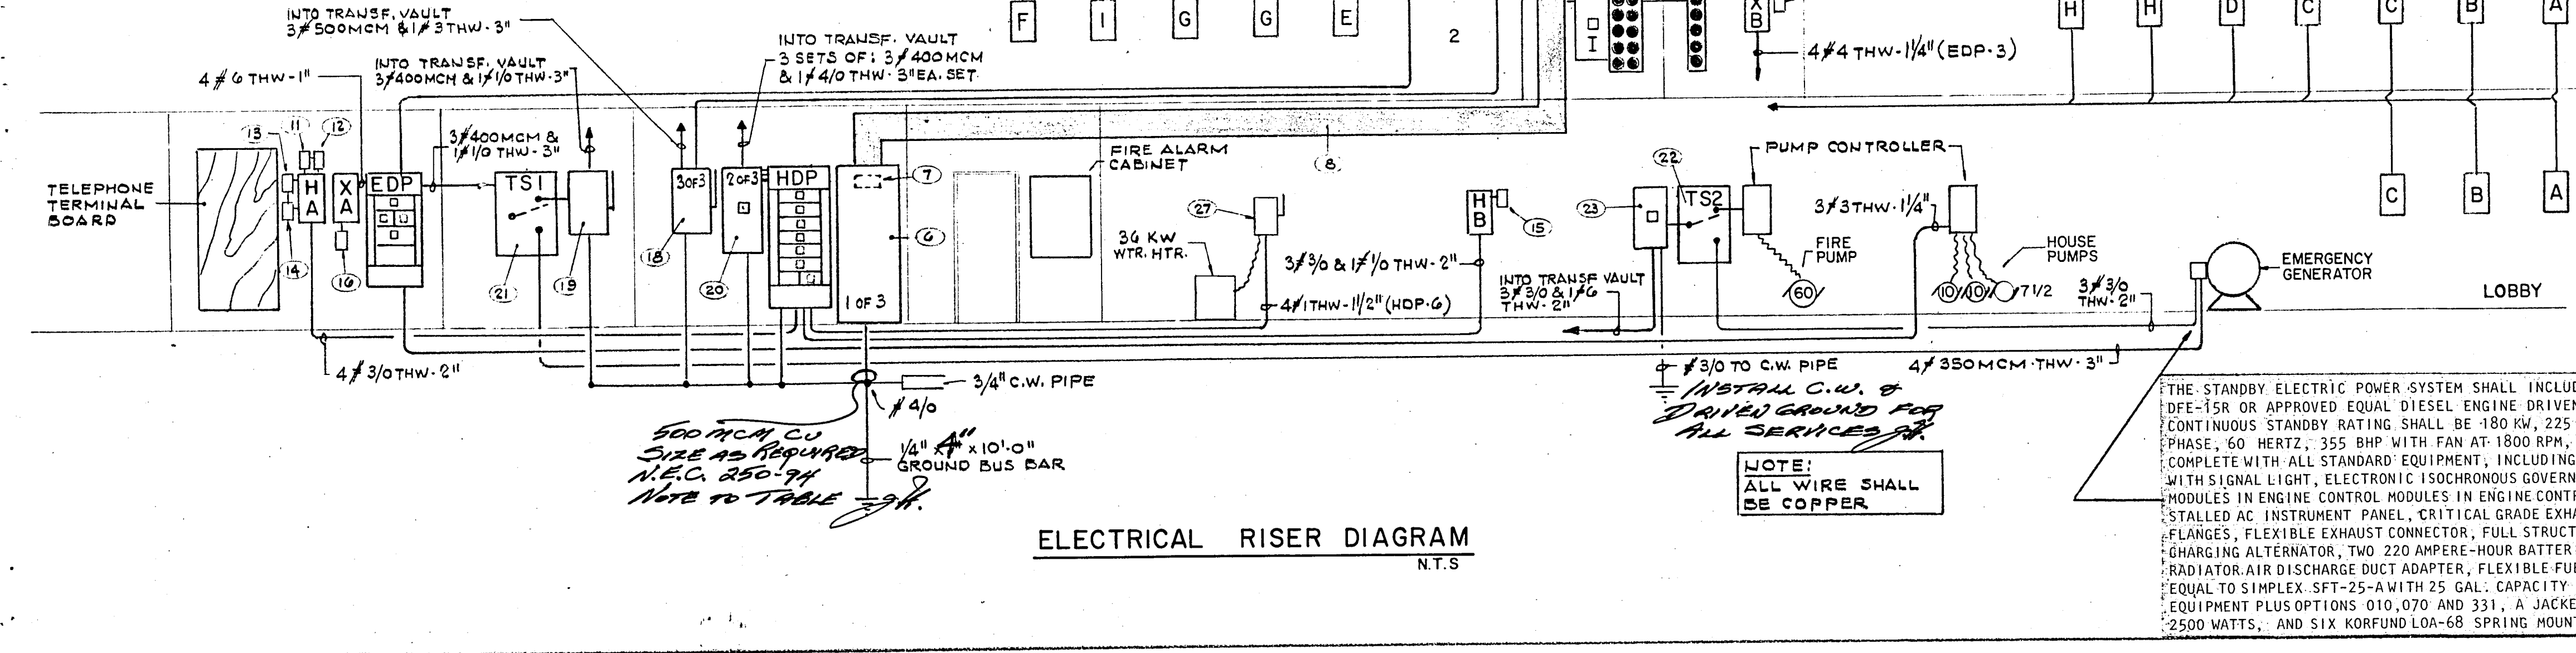 INTO TRANSF. VAULT
3#500MCM & 1#3 THW-3"
F
I
G
G
E
2
I
X
B
4#4 THW-1¼" (EDP-3)
H
H
D
C
C
B
A
4#6 THW-1"
INTO TRANSF. VAULT
3#400MCM & 1#1/0 THW-3"
INTO TRANSF. VAULT
3 SETS OF: 3#400MCM
& 1#4/0 THW-3" EA. SET.
TELEPHONE
TERMINAL
BOARD
13
11
12
H
A
14
X
A
16
EDP
3#400MCM &
1#1/0 THW-3"
TS1
21
19
3 OF 3
18
2 OF 3
20
HDP
7
6
1 OF 3
8
FIRE ALARM
CABINET
36 KW
WTR. HTR.
27
4#1THW-1½" (HDP-6)
H
B
15
3#3/0 & 1#1/0 THW-2"
INTO TRANSF VAULT
3#3/0 & 1#6
THW-2"
23
22
TS2
PUMP CONTROLLER
FIRE
PUMP
60
3#3THW-1¼"
10
10
7 1/2
HOUSE
PUMPS
3#3/0
THW-2"
EMERGENCY
GENERATOR
C
B
A
LOBBY
4#3/0 THW-2"
3/4" C.W. PIPE
#4/0
#3/0 TO C.W. PIPE
4#350MCM-THW-3"
500 MCM CU
SIZE AS REQUIRED
N.E.C. 250-94
NOTE TO TABLE
1/4" x 4" x 10'-0"
GROUND BUS BAR
INSTALL C.W. &
DRIVEN GROUND FOR
ALL SERVICES
NOTE:
ALL WIRE SHALL
BE COPPER
ELECTRICAL RISER DIAGRAM
N.T.S
THE STANDBY ELECTRIC POWER SYSTEM SHALL INCLUD
DFE-15R OR APPROVED EQUAL DIESEL ENGINE DRIVEN
CONTINUOUS STANDBY RATING SHALL BE 180 KW, 225
PHASE, 60 HERTZ, 355 BHP WITH FAN AT 1800 RPM,
COMPLETE WITH ALL STANDARD EQUIPMENT, INCLUDING
WITH SIGNAL LIGHT, ELECTRONIC ISOCHRONOUS GOVERN
MODULES IN ENGINE CONTROL MODULES IN ENGINE CONTR
STALLED AC INSTRUMENT PANEL, CRITICAL GRADE EXHA
FLANGES, FLEXIBLE EXHAUST CONNECTOR, FULL STRUCT
CHARGING ALTERNATOR, TWO 220 AMPERE-HOUR BATTER
RADIATOR AIR DISCHARGE DUCT ADAPTER, FLEXIBLE FUE
EQUAL TO SIMPLEX SFT-25-A WITH 25 GAL. CAPACITY
EQUIPMENT PLUS OPTIONS 010,070 AND 331, A JACKE
2500 WATTS, AND SIX KORFUND LOA-68 SPRING MOUNT